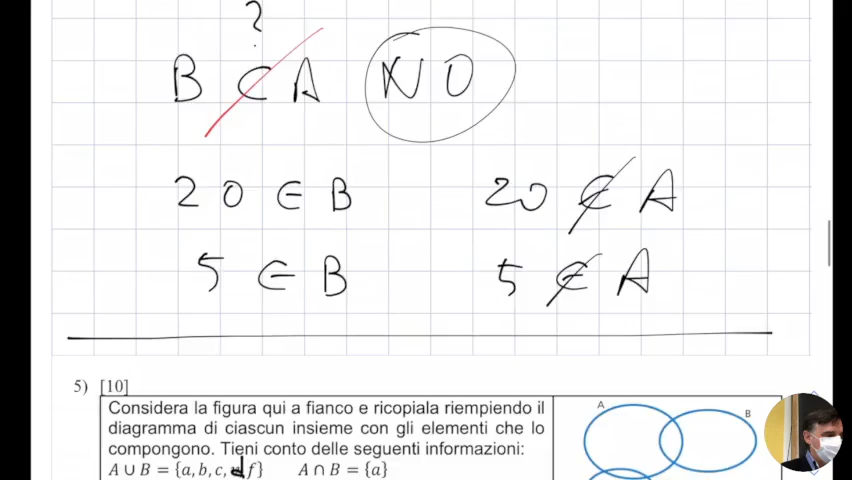 ?
B ⊄ A NO
20 ∈ B 20 ∉ A
5 ∈ B 5 ∉ A
5) [10]
Considera la figura qui a fianco e ricopiala riempiendo il
diagramma di ciascun insieme con gli elementi che lo
compongono. Tieni conto delle seguenti informazioni:
A ∪ B = {a, b, c, d, f} A ∩ B = {a}
A
B